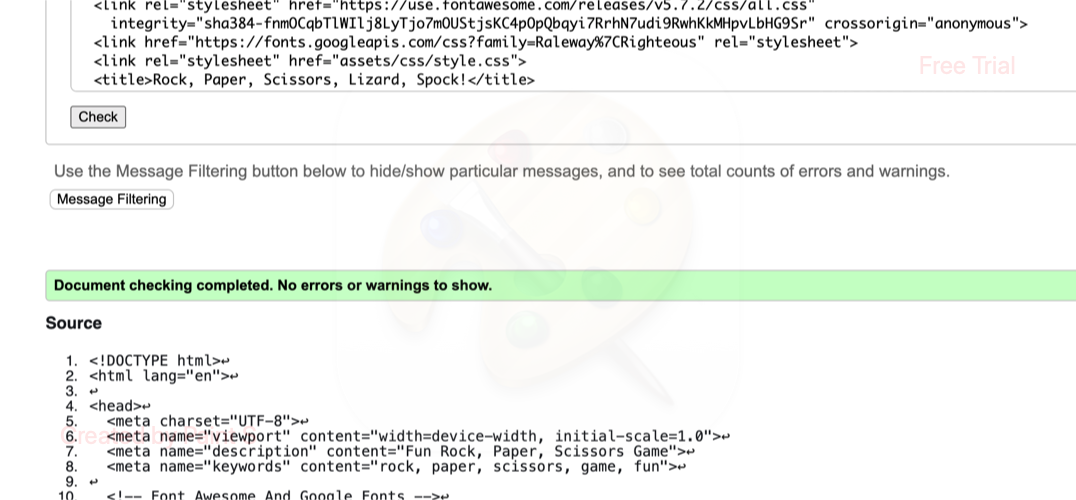 <link rel="stylesheet" href="https://use.fontawesome.com/releases/v5.7.2/css/all.css"
integrity="sha384-fnmOCqbTlWIlj8LyTjo7mOUStjsKC4pOpQbqyi7RrhN7udi9RwhKkMHpvLbHG9Sr" crossorigin="anonymous">
<link href="https://fonts.googleapis.com/css?family=Raleway%7CRighteous" rel="stylesheet">
<link rel="stylesheet" href="assets/css/style.css">
Free Trial
<title>Rock, Paper, Scissors, Lizard, Spock!</title>
Check
Use the Message Filtering button below to hide/show particular messages, and to see total counts of errors and warnings.
Message Filtering
Document checking completed. No errors or warnings to show.
Source
1. <!DOCTYPE html>↩
2. <html lang="en">↩
3. ↩
4. <head>↩
5. <meta charset="UTF-8">↩
6. <meta name="viewport" content="width=device-width, initial-scale=1.0">↩
7. <meta name="description" content="Fun Rock, Paper, Scissors Game">↩
8. <meta name="keywords" content="rock, paper, scissors, game, fun">↩
9. ↩
10. <!-- Font Awesome And Google Fonts -->↩